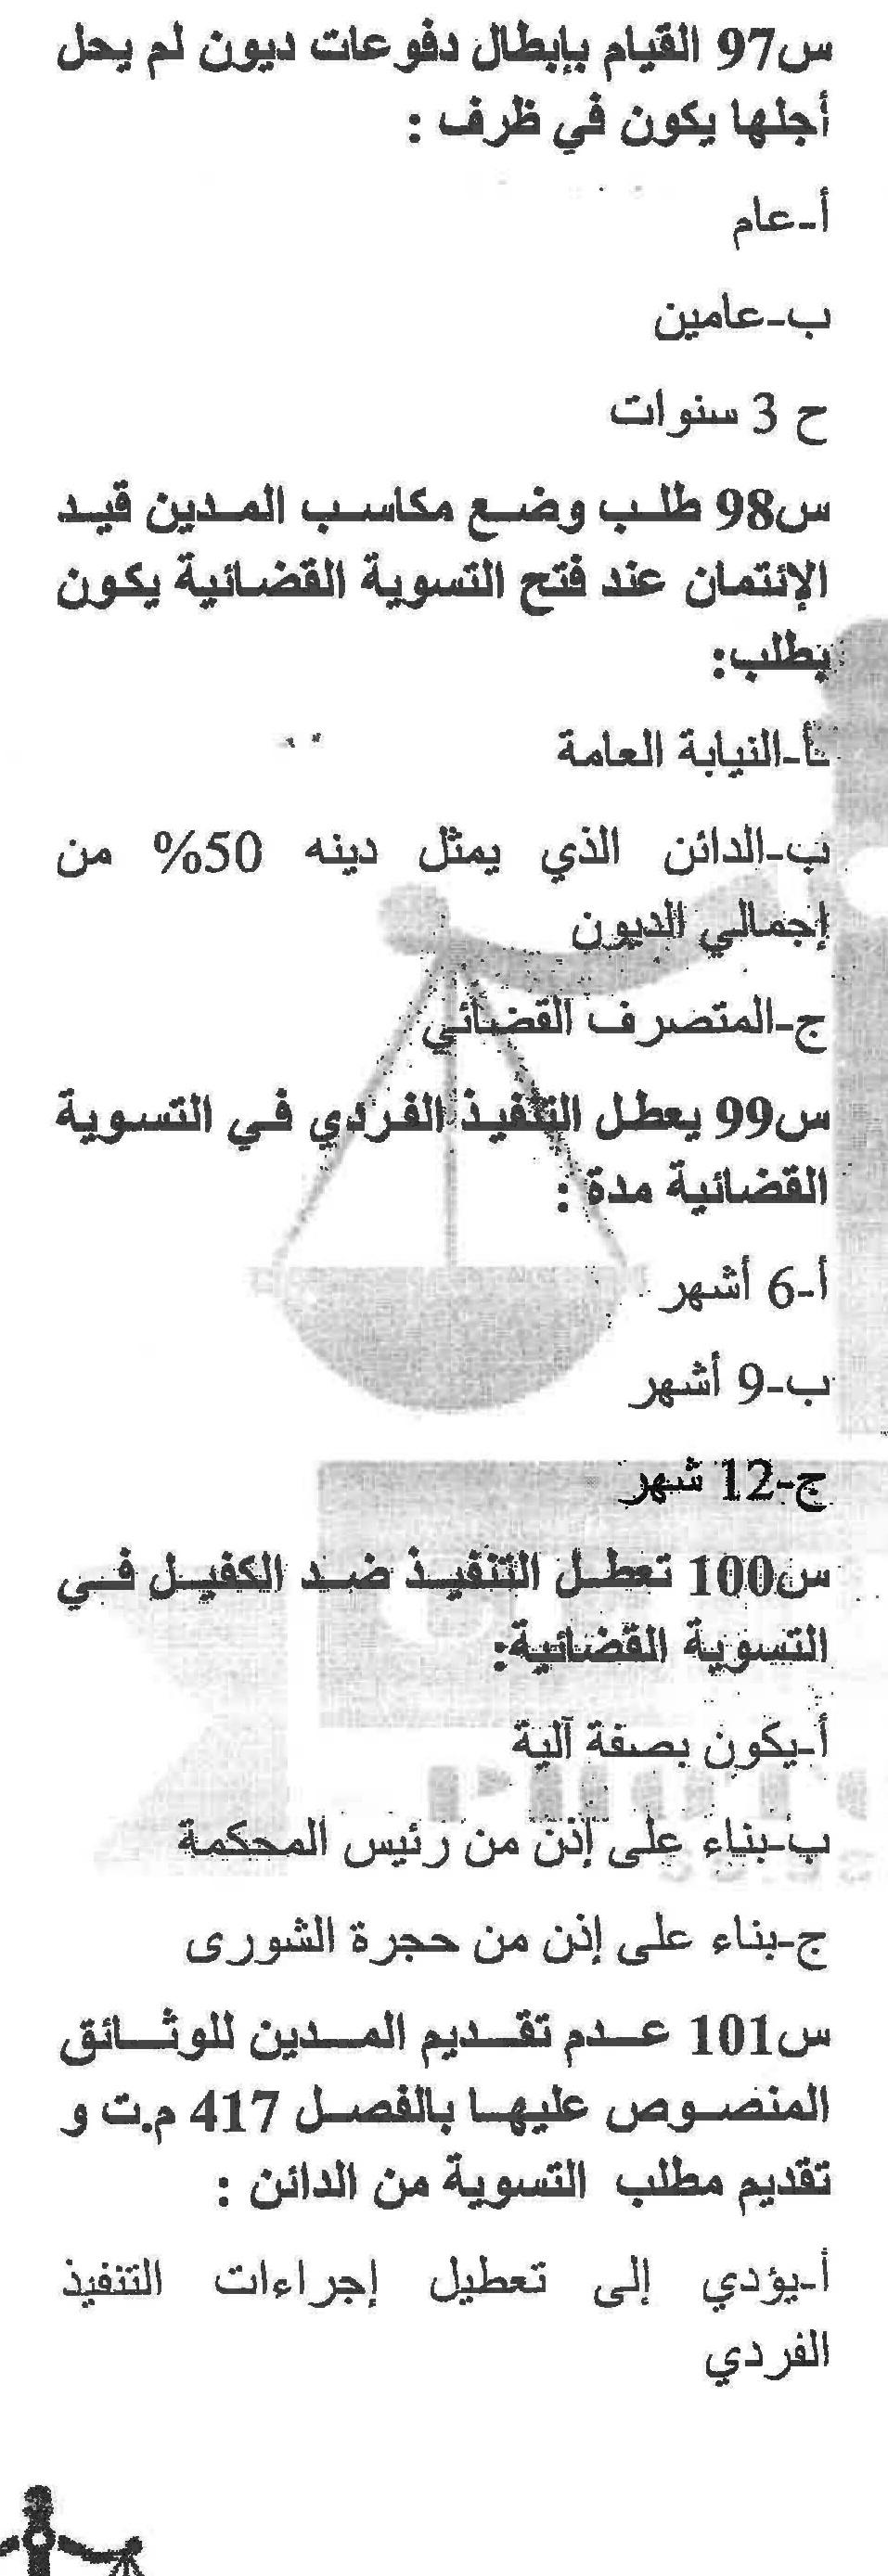 س97 القيام بإبطال دفوعات ديون لم يحل
أجلها يكون في ظرف :
أ-عام
ب-عامين
ح 3 سنوات
س98 طلب وضع مكاسب المدين قيد
الإئتمان عند فتح التسوية القضائية يكون
بطلب:
أ-النيابة العامة
ب-الدائن الذي يمثل دينه 50% من
إجمالي الديون
ج-المتصرف القضائي
س99 يعطل التنفيذ الفردي في التسوية
القضائية مدة :
أ-6 أشهر
ب-9 أشهر
ج-12 شهر
س100 تعطل التنفيذ ضد الكفيل في
التسوية القضائية:
أ-يكون بصفة آلية
ب-بناء على إذن من رئيس المحكمة
ج-بناء على إذن من حجرة الشورى
س101 عدم تقديم المدين للوثائق
المنصوص عليها بالفصل 417 م.ت و
تقديم مطلب التسوية من الدائن :
أ-يؤدي إلى تعطيل إجراءات التنفيذ
الفردي